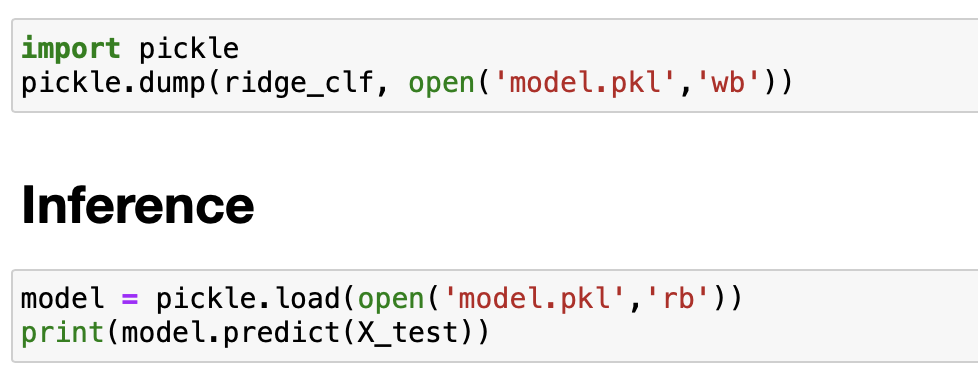 import pickle
pickle.dump(ridge_clf, open('model.pkl','wb'))
Inference
model = pickle.load(open('model.pkl','rb'))
print(model.predict(X_test))